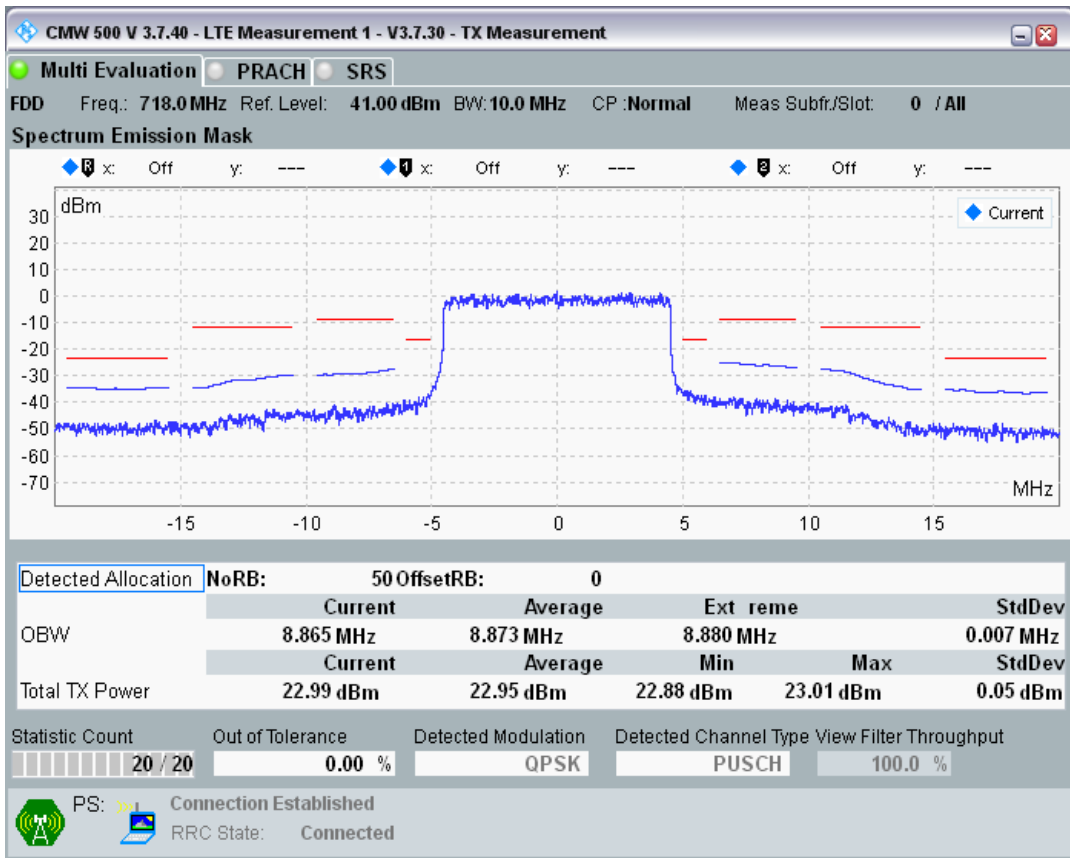 CMW 500 V 3.7.40 - LTE Measurement 1 - V3.7.30 - TX Measurement
Multi Evaluation PRACH SRS
FDD Freq.: 718.0 MHz Ref. Level: 41.00 dBm BW: 10.0 MHz CP :Normal Meas Subfr./Slot: 0 / All
Spectrum Emission Mask
R x: Off y: --- 1 x: Off y: --- 2 x: Off y: ---
dBm
Current
30
20
10
0
-10
-20
-30
-40
-50
-60
-70
MHz
-15 -10 -5 0 5 10 15
Detected Allocation NoRB: 50 OffsetRB: 0
Current Average Ext reme StdDev
OBW 8.865 MHz 8.873 MHz 8.880 MHz 0.007 MHz
Current Average Min Max StdDev
Total TX Power 22.99 dBm 22.95 dBm 22.88 dBm 23.01 dBm 0.05 dBm
Statistic Count Out of Tolerance Detected Modulation Detected Channel Type View Filter Throughput
20 / 20 0.00 % QPSK PUSCH 100.0 %
PS: Connection Established
RRC State: Connected